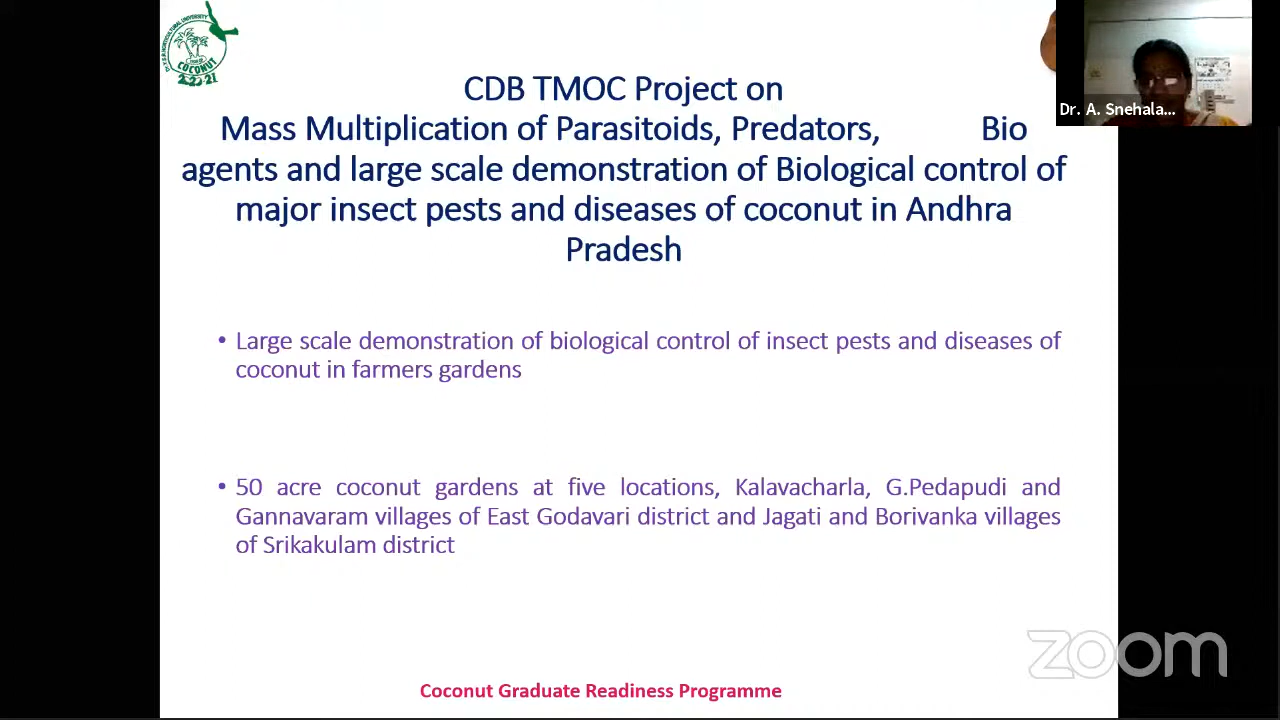 CDB TMOC Project on
Mass Multiplication of Parasitoids, Predators, Bio
agents and large scale demonstration of Biological control of
major insect pests and diseases of coconut in Andhra
Pradesh
• Large scale demonstration of biological control of insect pests and diseases of
coconut in farmers gardens
• 50 acre coconut gardens at five locations, Kalavacharla, G.Pedapudi and
Gannavaram villages of East Godavari district and Jagati and Borivanka villages
of Srikakulam district
Coconut Graduate Readiness Programme
Dr. A. Snehala...
zoom
COCONUT